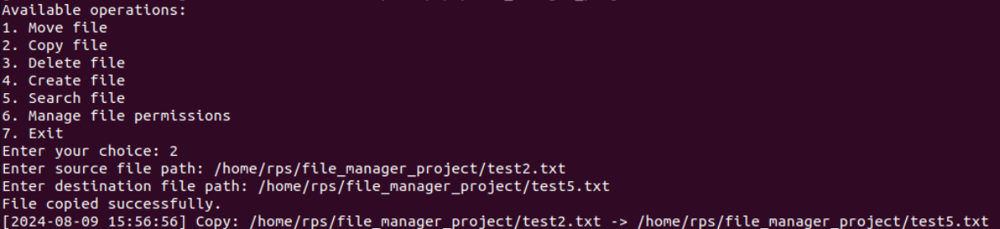 Available operations:
1. Move file
2. Copy file
3. Delete file
4. Create file
5. Search file
6. Manage file permissions
7. Exit
Enter your choice: 2
Enter source file path: /home/rps/file_manager_project/test2.txt
Enter destination file path: /home/rps/file_manager_project/test5.txt
File copied successfully.
[2024-08-09 15:56:56] Copy: /home/rps/file_manager_project/test2.txt -> /home/rps/file_manager_project/test5.txt